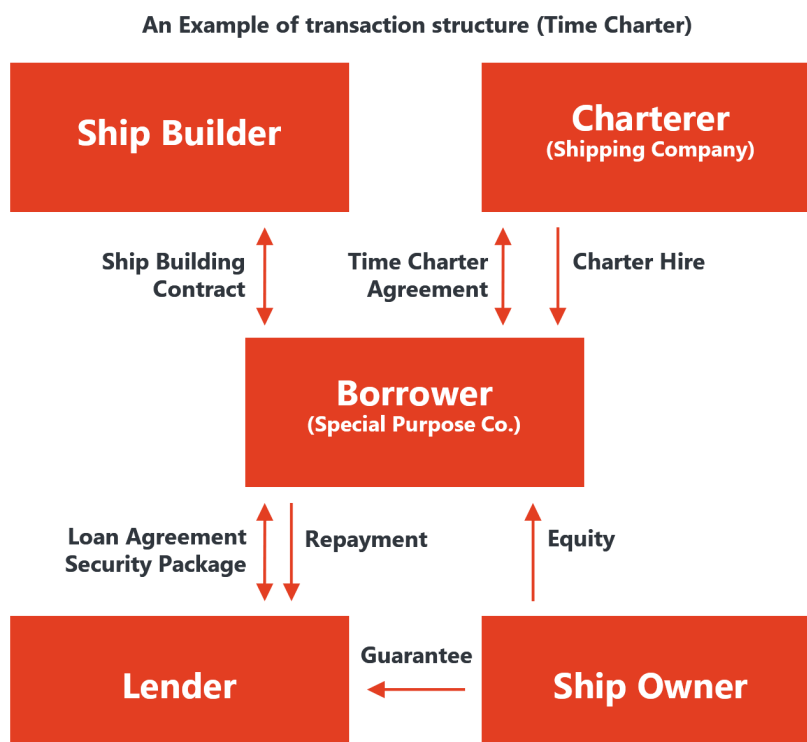 An Example of transaction structure (Time Charter)
Ship Builder
Charterer
(Shipping Company)
Ship Building
Contract
Time Charter
Agreement
Charter Hire
Borrower
(Special Purpose Co.)
Loan Agreement
Security Package
Repayment
Equity
Lender
Guarantee
Ship Owner